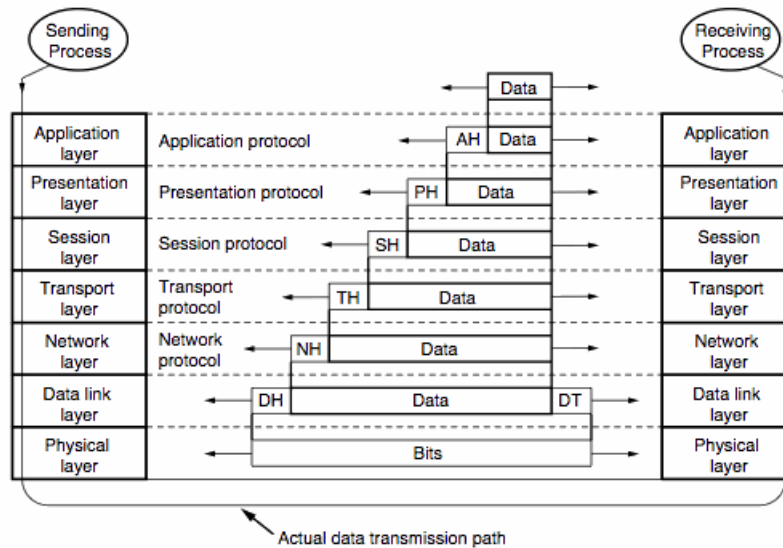 Sending
Process
Receiving
Process
Data
Application
layer
Application protocol
AH
Data
Application
layer
Presentation
layer
Presentation protocol
PH
Data
Presentation
layer
Session
layer
Session protocol
SH
Data
Session
layer
Transport
layer
Transport
protocol
TH
Data
Transport
layer
Network
layer
Network
protocol
NH
Data
Network
layer
Data link
layer
DH
Data
DT
Data link
layer
Physical
layer
Bits
Physical
layer
Actual data transmission path